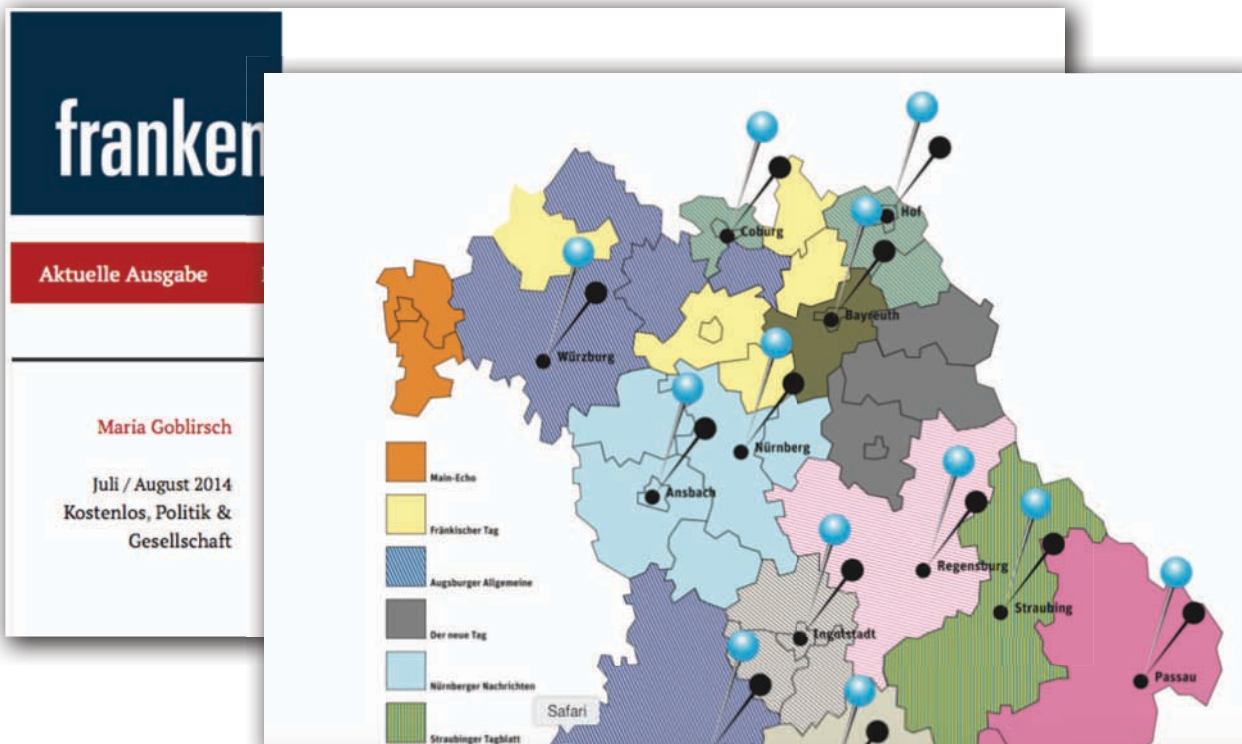 franken
Aktuelle Ausgabe
Maria Goblirsch
Juli / August 2014
Kostenlos, Politik &
Gesellschaft
Coburg
Hof
Bayreuth
Würzburg
Nürnberg
Ansbach
Regensburg
Straubing
Ingolstadt
Passau
Main-Echo
Fränkischer Tag
Augsburger Allgemeine
Der neue Tag
Nürnberger Nachrichten
Straubinger Tagblatt
Safari